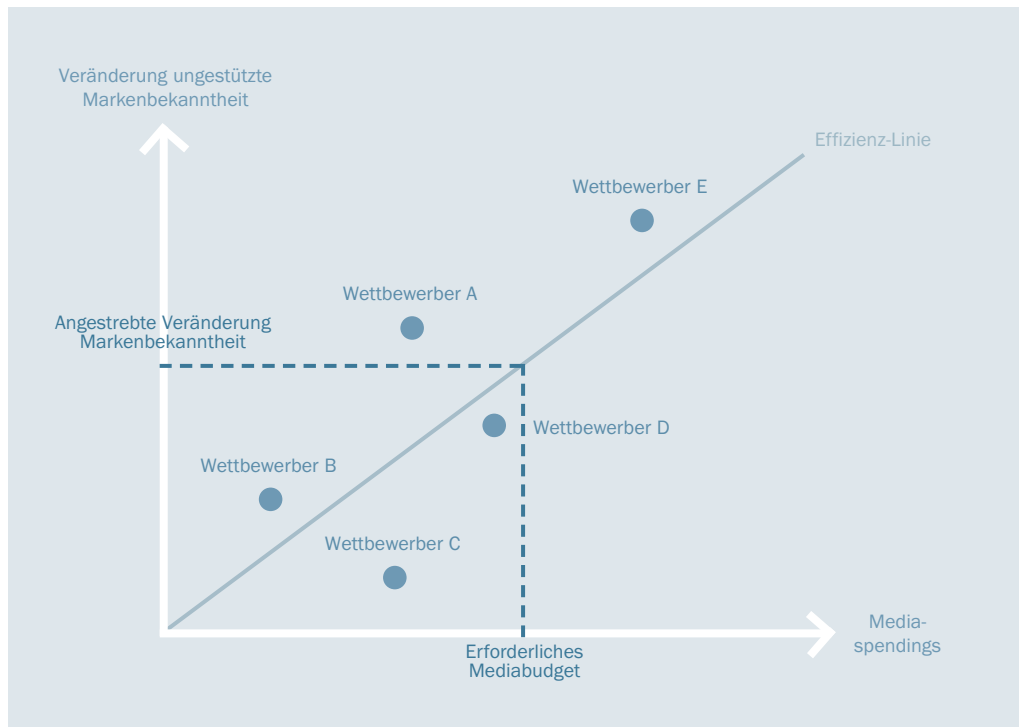 Veränderung ungestützte
Markenbekanntheit
Effizienz-Linie
Wettbewerber E
Wettbewerber A
Angestrebte Veränderung
Markenbekanntheit
Wettbewerber D
Wettbewerber B
Wettbewerber C
Media-
spendings
Erforderliches
Mediabudget